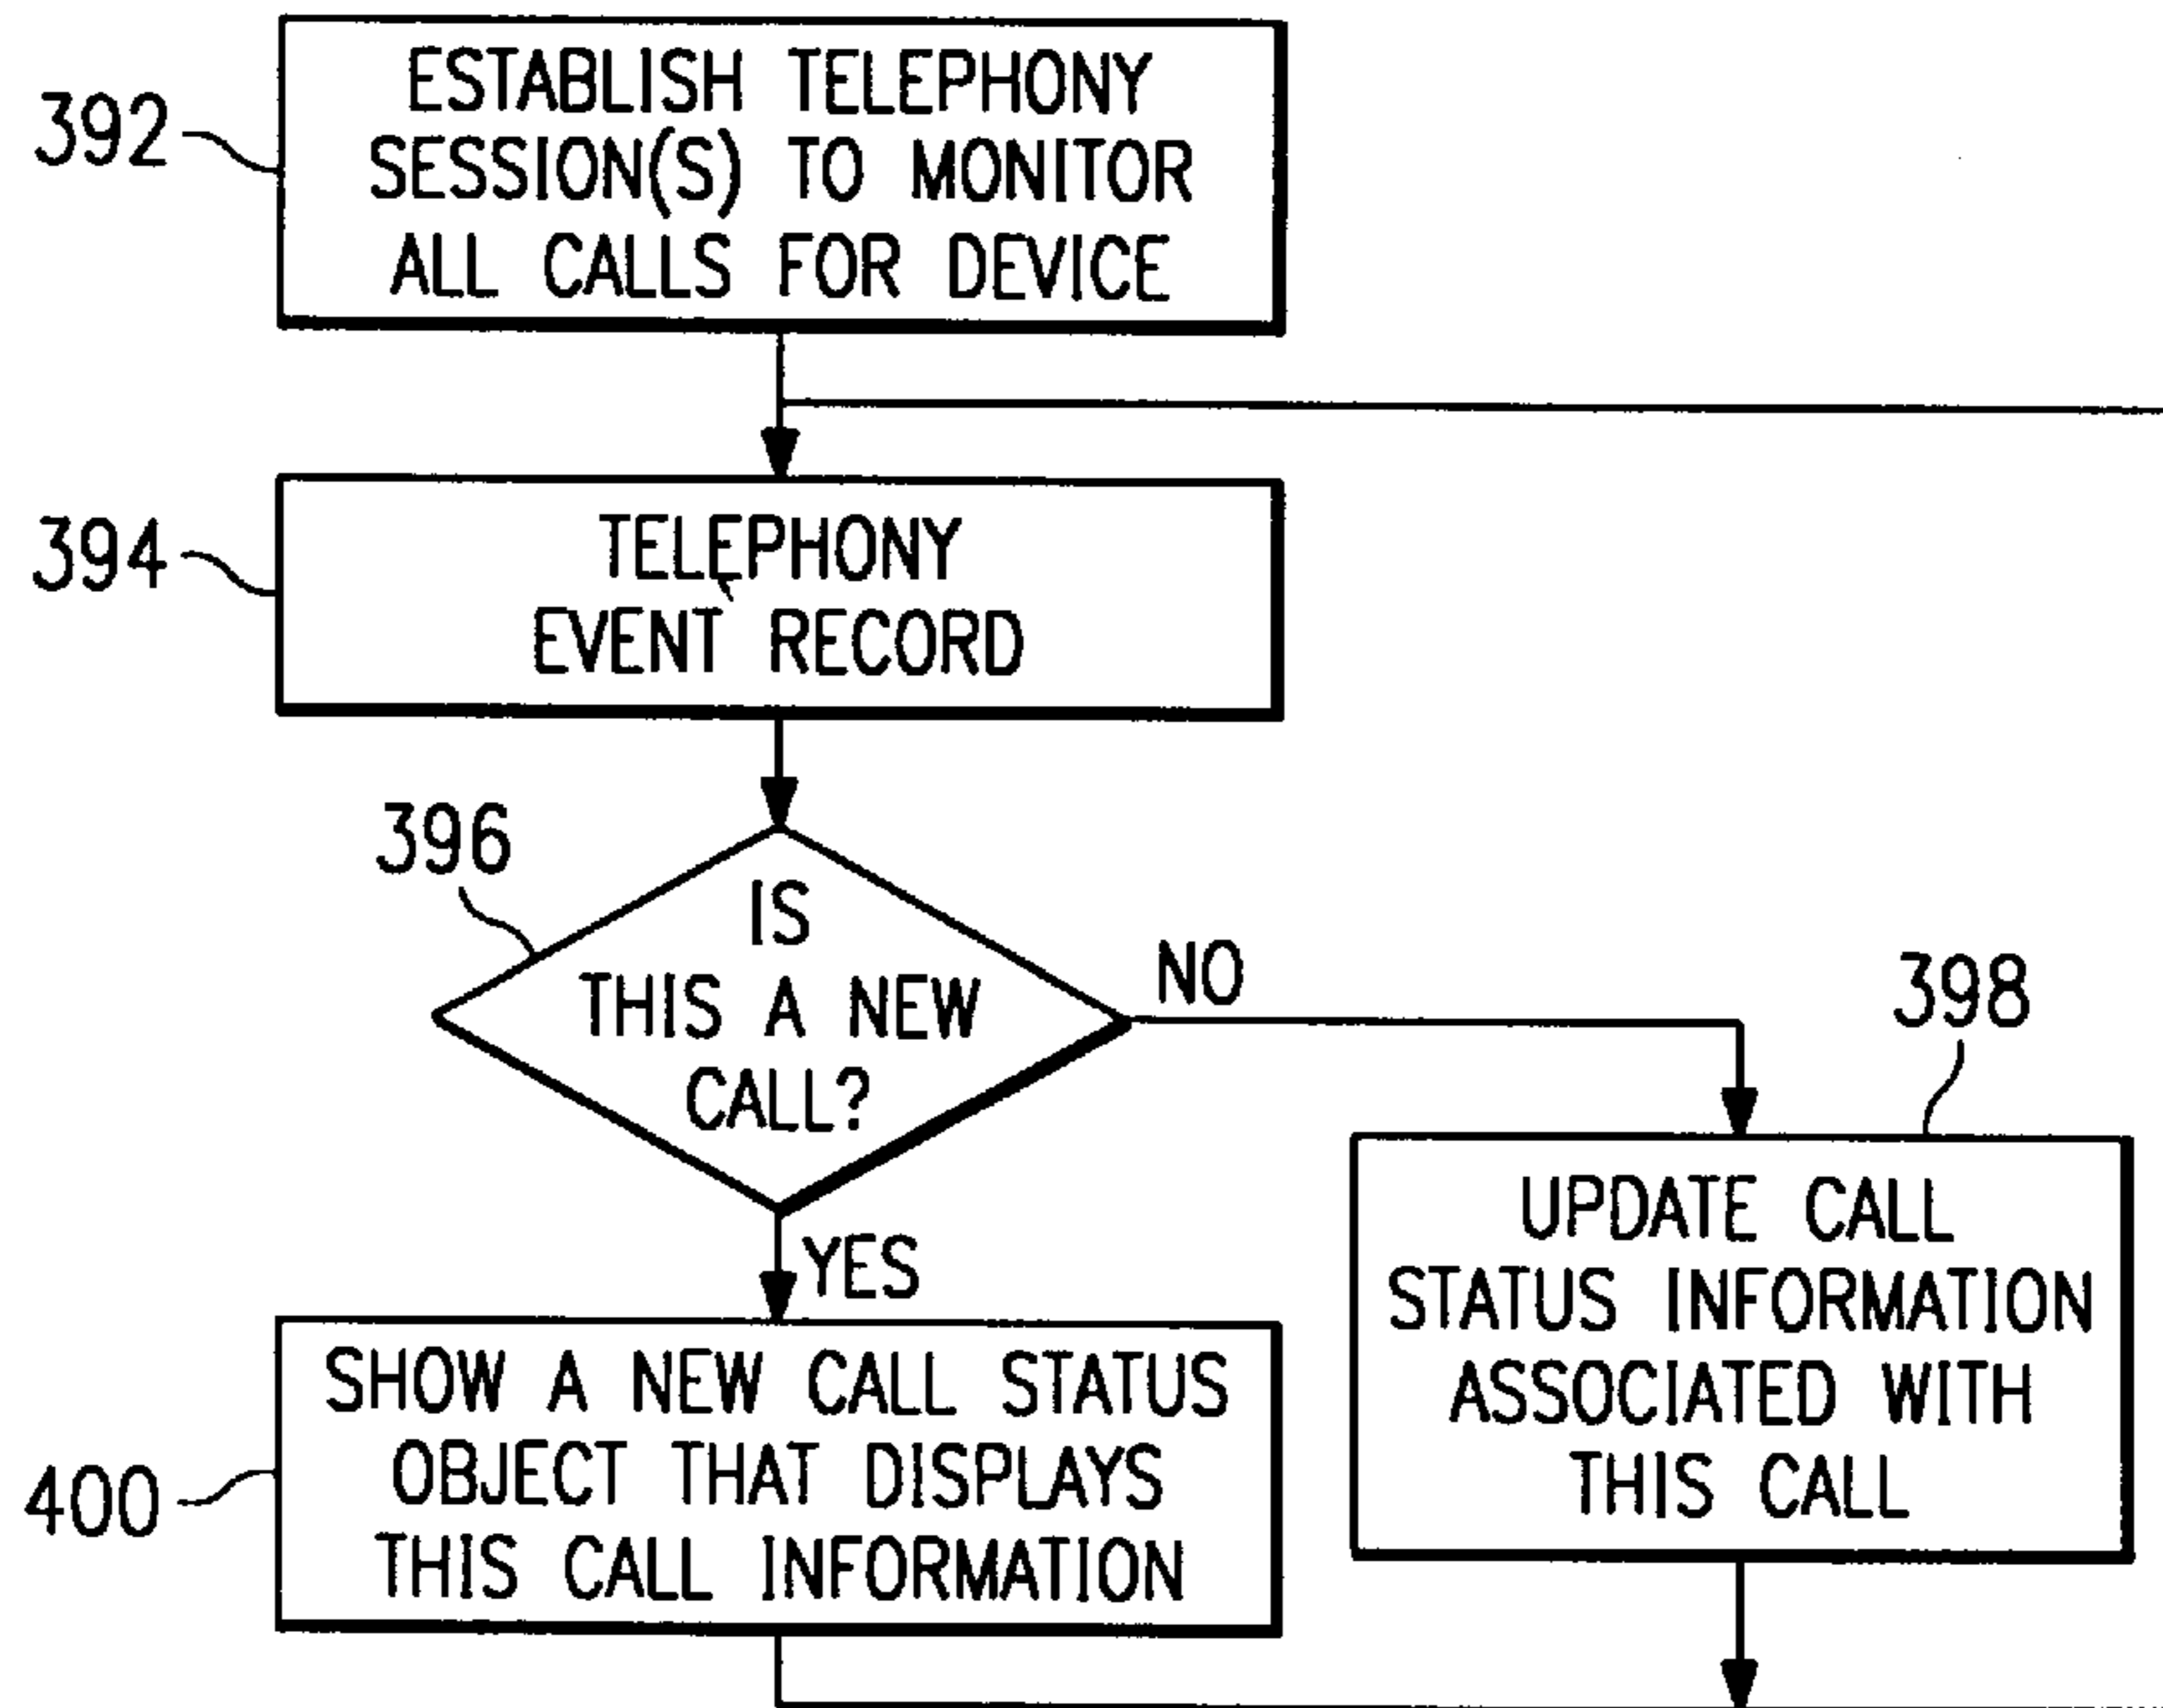 392
ESTABLISH TELEPHONY
SESSION(S) TO MONITOR
ALL CALLS FOR DEVICE
394
TELEPHONY
EVENT RECORD
396
IS
THIS A NEW
CALL?
NO
YES
398
UPDATE CALL
STATUS INFORMATION
ASSOCIATED WITH
THIS CALL
400
SHOW A NEW CALL STATUS
OBJECT THAT DISPLAYS
THIS CALL INFORMATION